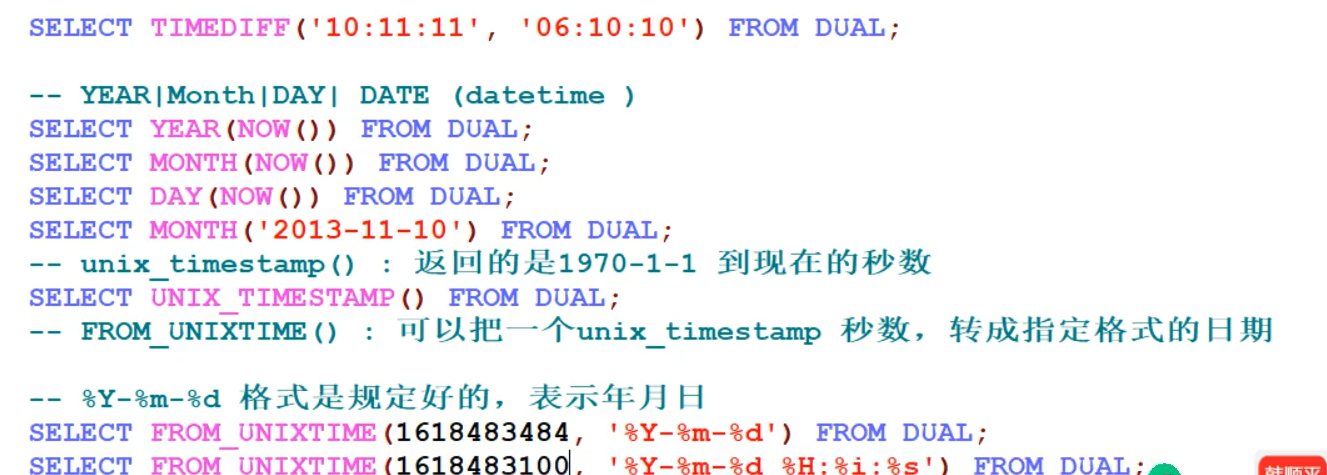 SELECT TIMEDIFF('10:11:11', '06:10:10') FROM DUAL;
-- YEAR|Month|DAY| DATE (datetime )
SELECT YEAR(NOW()) FROM DUAL;
SELECT MONTH(NOW()) FROM DUAL;
SELECT DAY(NOW()) FROM DUAL;
SELECT MONTH('2013-11-10') FROM DUAL;
-- unix_timestamp() : 返回的是1970-1-1 到现在的秒数
SELECT UNIX_TIMESTAMP() FROM DUAL;
-- FROM_UNIXTIME() : 可以把一个unix_timestamp 秒数，转成指定格式的日期
-- %Y-%m-%d 格式是规定好的，表示年月日
SELECT FROM_UNIXTIME(1618483484, '%Y-%m-%d') FROM DUAL;
SELECT FROM_UNIXTIME(1618483100, '%Y-%m-%d %H:%i:%s') FROM DUAL;
韩顺平